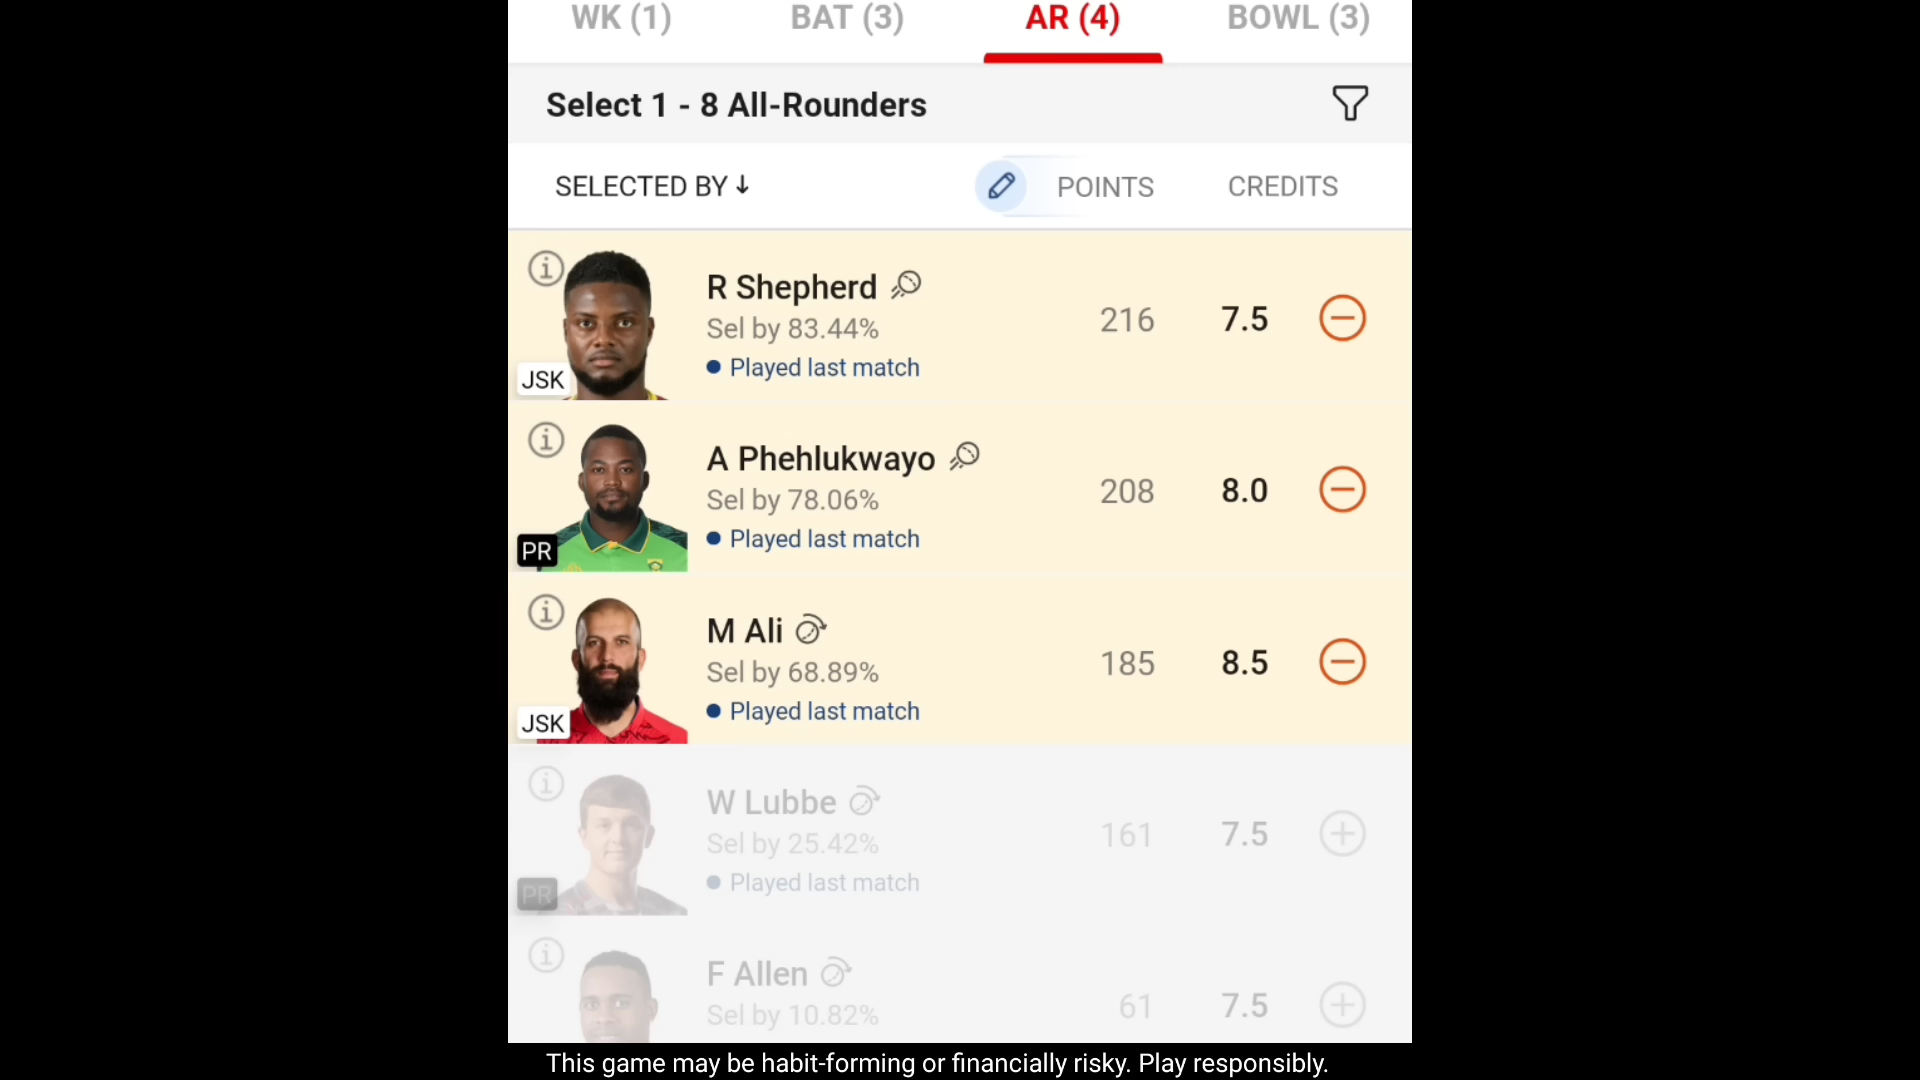 WK (1) BAT (3) AR (4) BOWL (3)
Select 1 - 8 All-Rounders
SELECTED BY ↓ POINTS CREDITS
R Shepherd
Sel by 83.44%
216 7.5
Played last match
JSK
A Phehlukwayo
Sel by 78.06%
208 8.0
Played last match
PR
M Ali
Sel by 68.89%
185 8.5
Played last match
JSK
W Lubbe
Sel by 25.42%
161 7.5
Played last match
PR
F Allen
Sel by 10.82%
61 7.5
This game may be habit-forming or financially risky. Play responsibly.